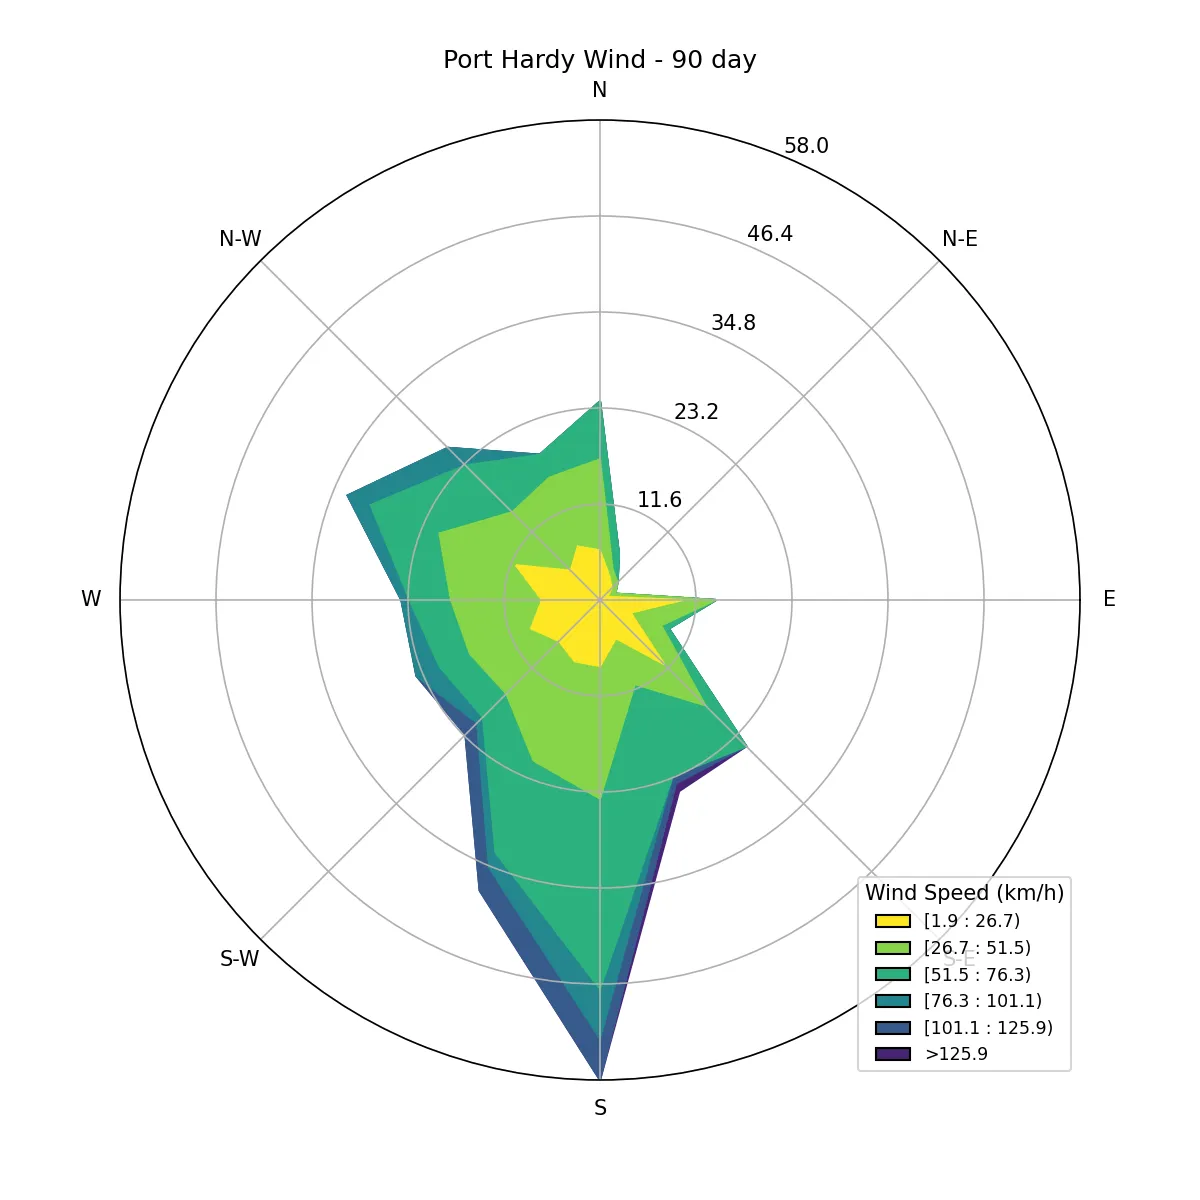 Port Hardy Wind - 90 day
N
58.0
N-W
46.4
N-E
34.8
23.2
11.6
W
E
S-W
S-E
S
Wind Speed (km/h)
[1.9 : 26.7)
[26.7 : 51.5)
[51.5 : 76.3)
[76.3 : 101.1)
[101.1 : 125.9)
>125.9